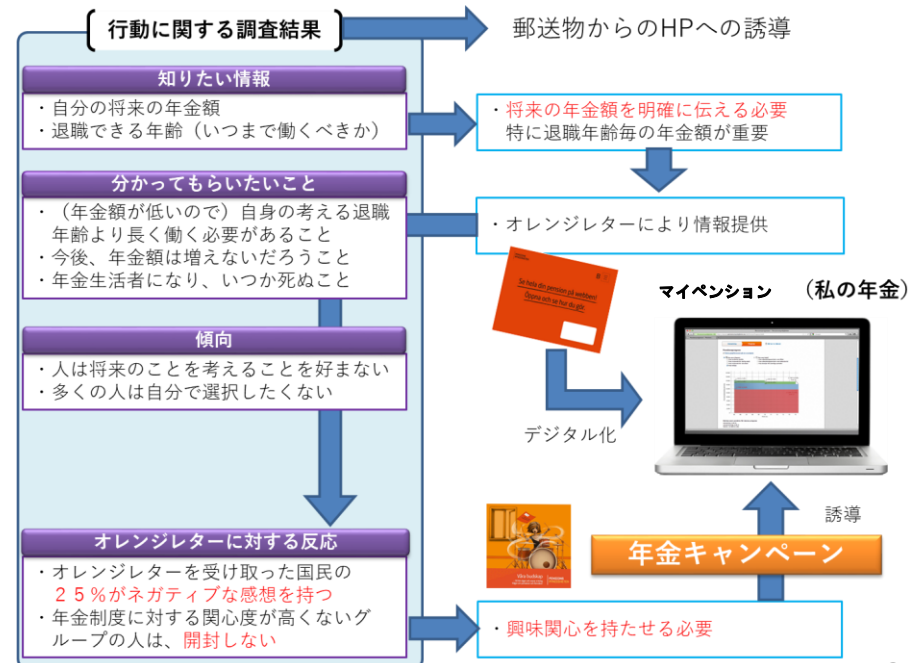 行動に関する調査結果
郵送物からのHPへの誘導
知りたい情報
・自分の将来の年金額
・退職できる年齢（いつまで働くべきか）
・将来の年金額を明確に伝える必要
特に退職年齢毎の年金額が重要
分かってもらいたいこと
・（年金額が低いので）自身の考える退職
年齢より長く働く必要があること
・今後、年金額は増えないだろうこと
・年金生活者になり、いつか死ぬこと
・オレンジレターにより情報提供
Se hela din pension på webben!
Öppna och se hur du gör.
マイペンション （私の年金）
傾向
・人は将来のことを考えることを好まない
・多くの人は自分で選択したくない
デジタル化
誘導
年金キャンペーン
オレンジレターに対する反応
・オレンジレターを受け取った国民の
２５％がネガティブな感想を持つ
・年金制度に対する関心度が高くないグ
ループの人は、開封しない
・興味関心を持たせる必要